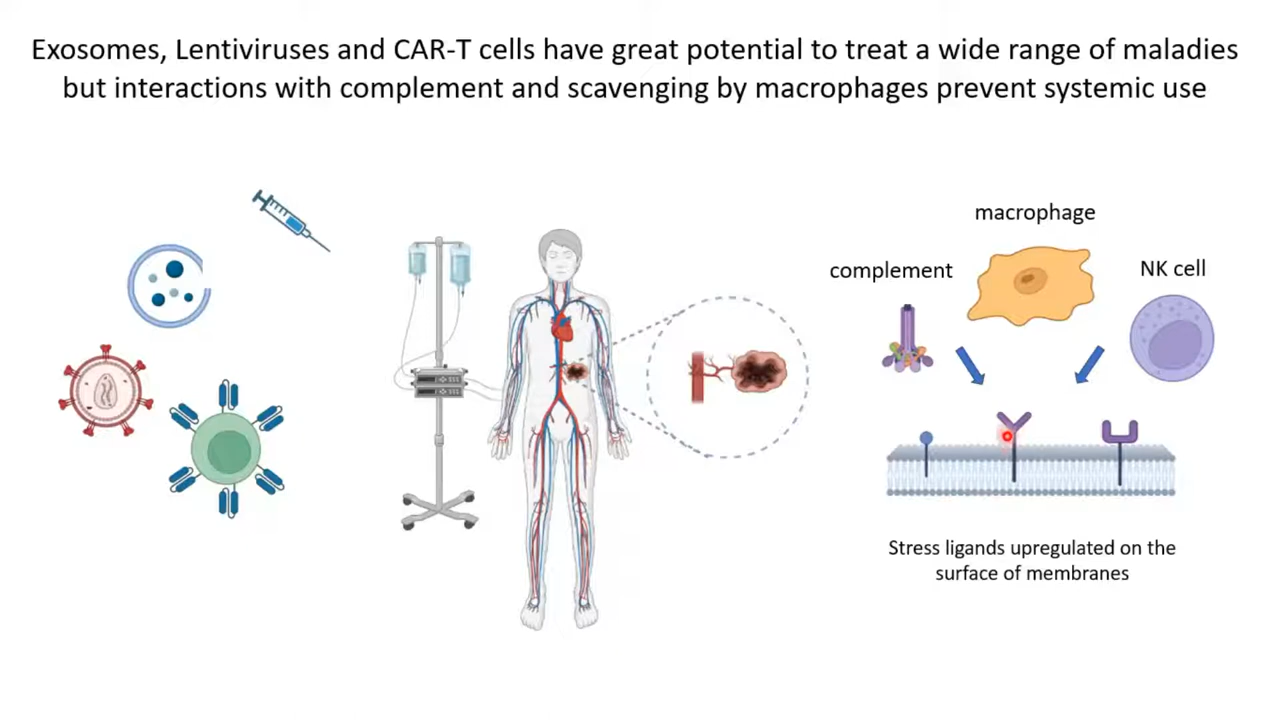 Exosomes, Lentiviruses and CAR-T cells have great potential to treat a wide range of maladies
but interactions with complement and scavenging by macrophages prevent systemic use
macrophage
complement
NK cell
Stress ligands upregulated on the
surface of membranes